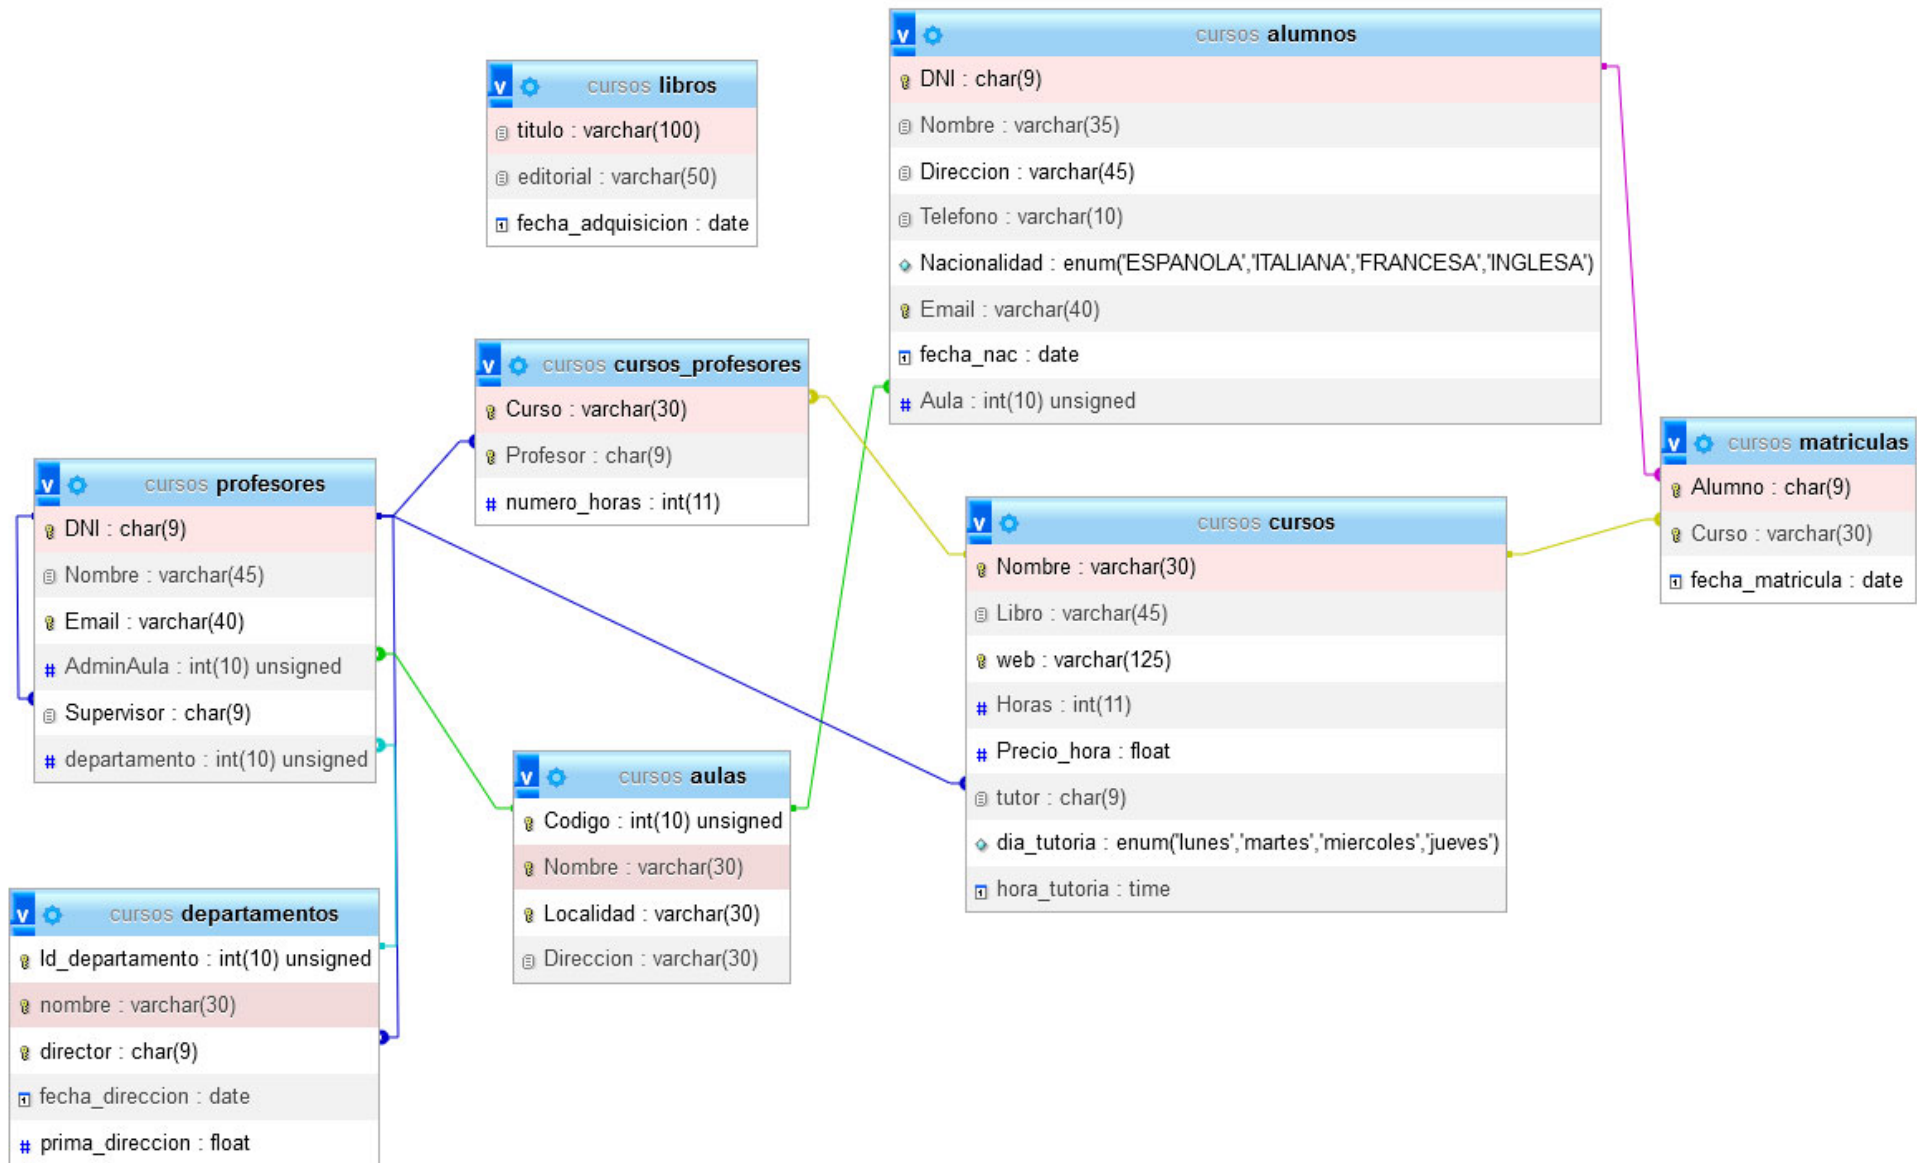 cursos libros
titulo : varchar(100)
editorial : varchar(50)
fecha_adquisicion : date
cursos alumnos
DNI : char(9)
Nombre : varchar(35)
Direccion : varchar(45)
Telefono : varchar(10)
Nacionalidad : enum('ESPANOLA','ITALIANA','FRANCESA','INGLESA')
Email : varchar(40)
fecha_nac : date
Aula : int(10) unsigned
cursos cursos_profesores
Curso : varchar(30)
Profesor : char(9)
numero_horas : int(11)
cursos matriculas
Alumno : char(9)
Curso : varchar(30)
fecha_matricula : date
cursos profesores
DNI : char(9)
Nombre : varchar(45)
Email : varchar(40)
AdminAula : int(10) unsigned
Supervisor : char(9)
departamento : int(10) unsigned
cursos cursos
Nombre : varchar(30)
Libro : varchar(45)
web : varchar(125)
Horas : int(11)
Precio_hora : float
tutor : char(9)
dia_tutoria : enum('lunes','martes','miercoles','jueves')
hora_tutoria : time
cursos aulas
Codigo : int(10) unsigned
Nombre : varchar(30)
Localidad : varchar(30)
Direccion : varchar(30)
cursos departamentos
Id_departamento : int(10) unsigned
nombre : varchar(30)
director : char(9)
fecha_direccion : date
prima_direccion : float